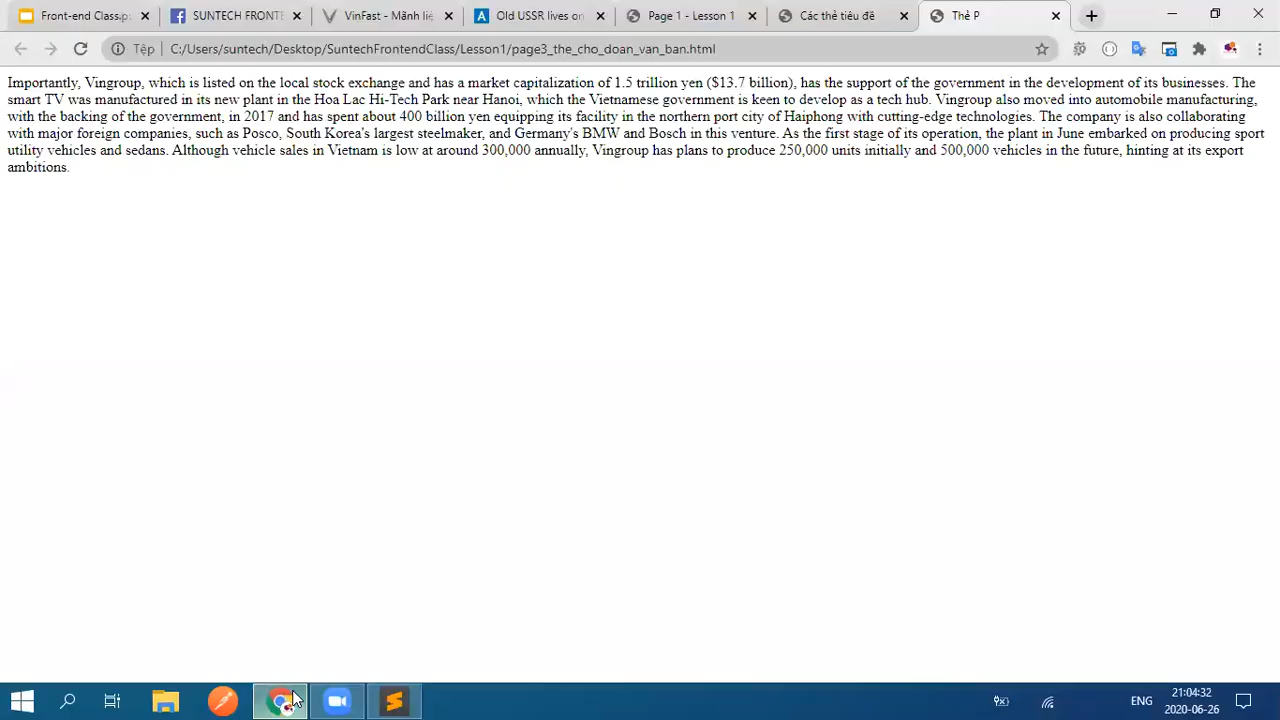 Front-end Class.p
SUNTECH FRONT
VinFast - Mãnh liệ
Old USSR lives on
Page 1 - Lesson 1
Các thẻ tiêu đề
Thẻ P
Tệp
C:/Users/suntech/Desktop/SuntechFrontendClass/Lesson1/page3_the_cho_doan_van_ban.html
Importantly, Vingroup, which is listed on the local stock exchange and has a market capitalization of 1.5 trillion yen ($13.7 billion), has the support of the government in the development of its businesses. The
smart TV was manufactured in its new plant in the Hoa Lac Hi-Tech Park near Hanoi, which the Vietnamese government is keen to develop as a tech hub. Vingroup also moved into automobile manufacturing,
with the backing of the government, in 2017 and has spent about 400 billion yen equipping its facility in the northern port city of Haiphong with cutting-edge technologies. The company is also collaborating
with major foreign companies, such as Posco, South Korea's largest steelmaker, and Germany's BMW and Bosch in this venture. As the first stage of its operation, the plant in June embarked on producing sport
utility vehicles and sedans. Although vehicle sales in Vietnam is low at around 300,000 annually, Vingroup has plans to produce 250,000 units initially and 500,000 vehicles in the future, hinting at its export
ambitions.
ENG
21:04:32
2020-06-26